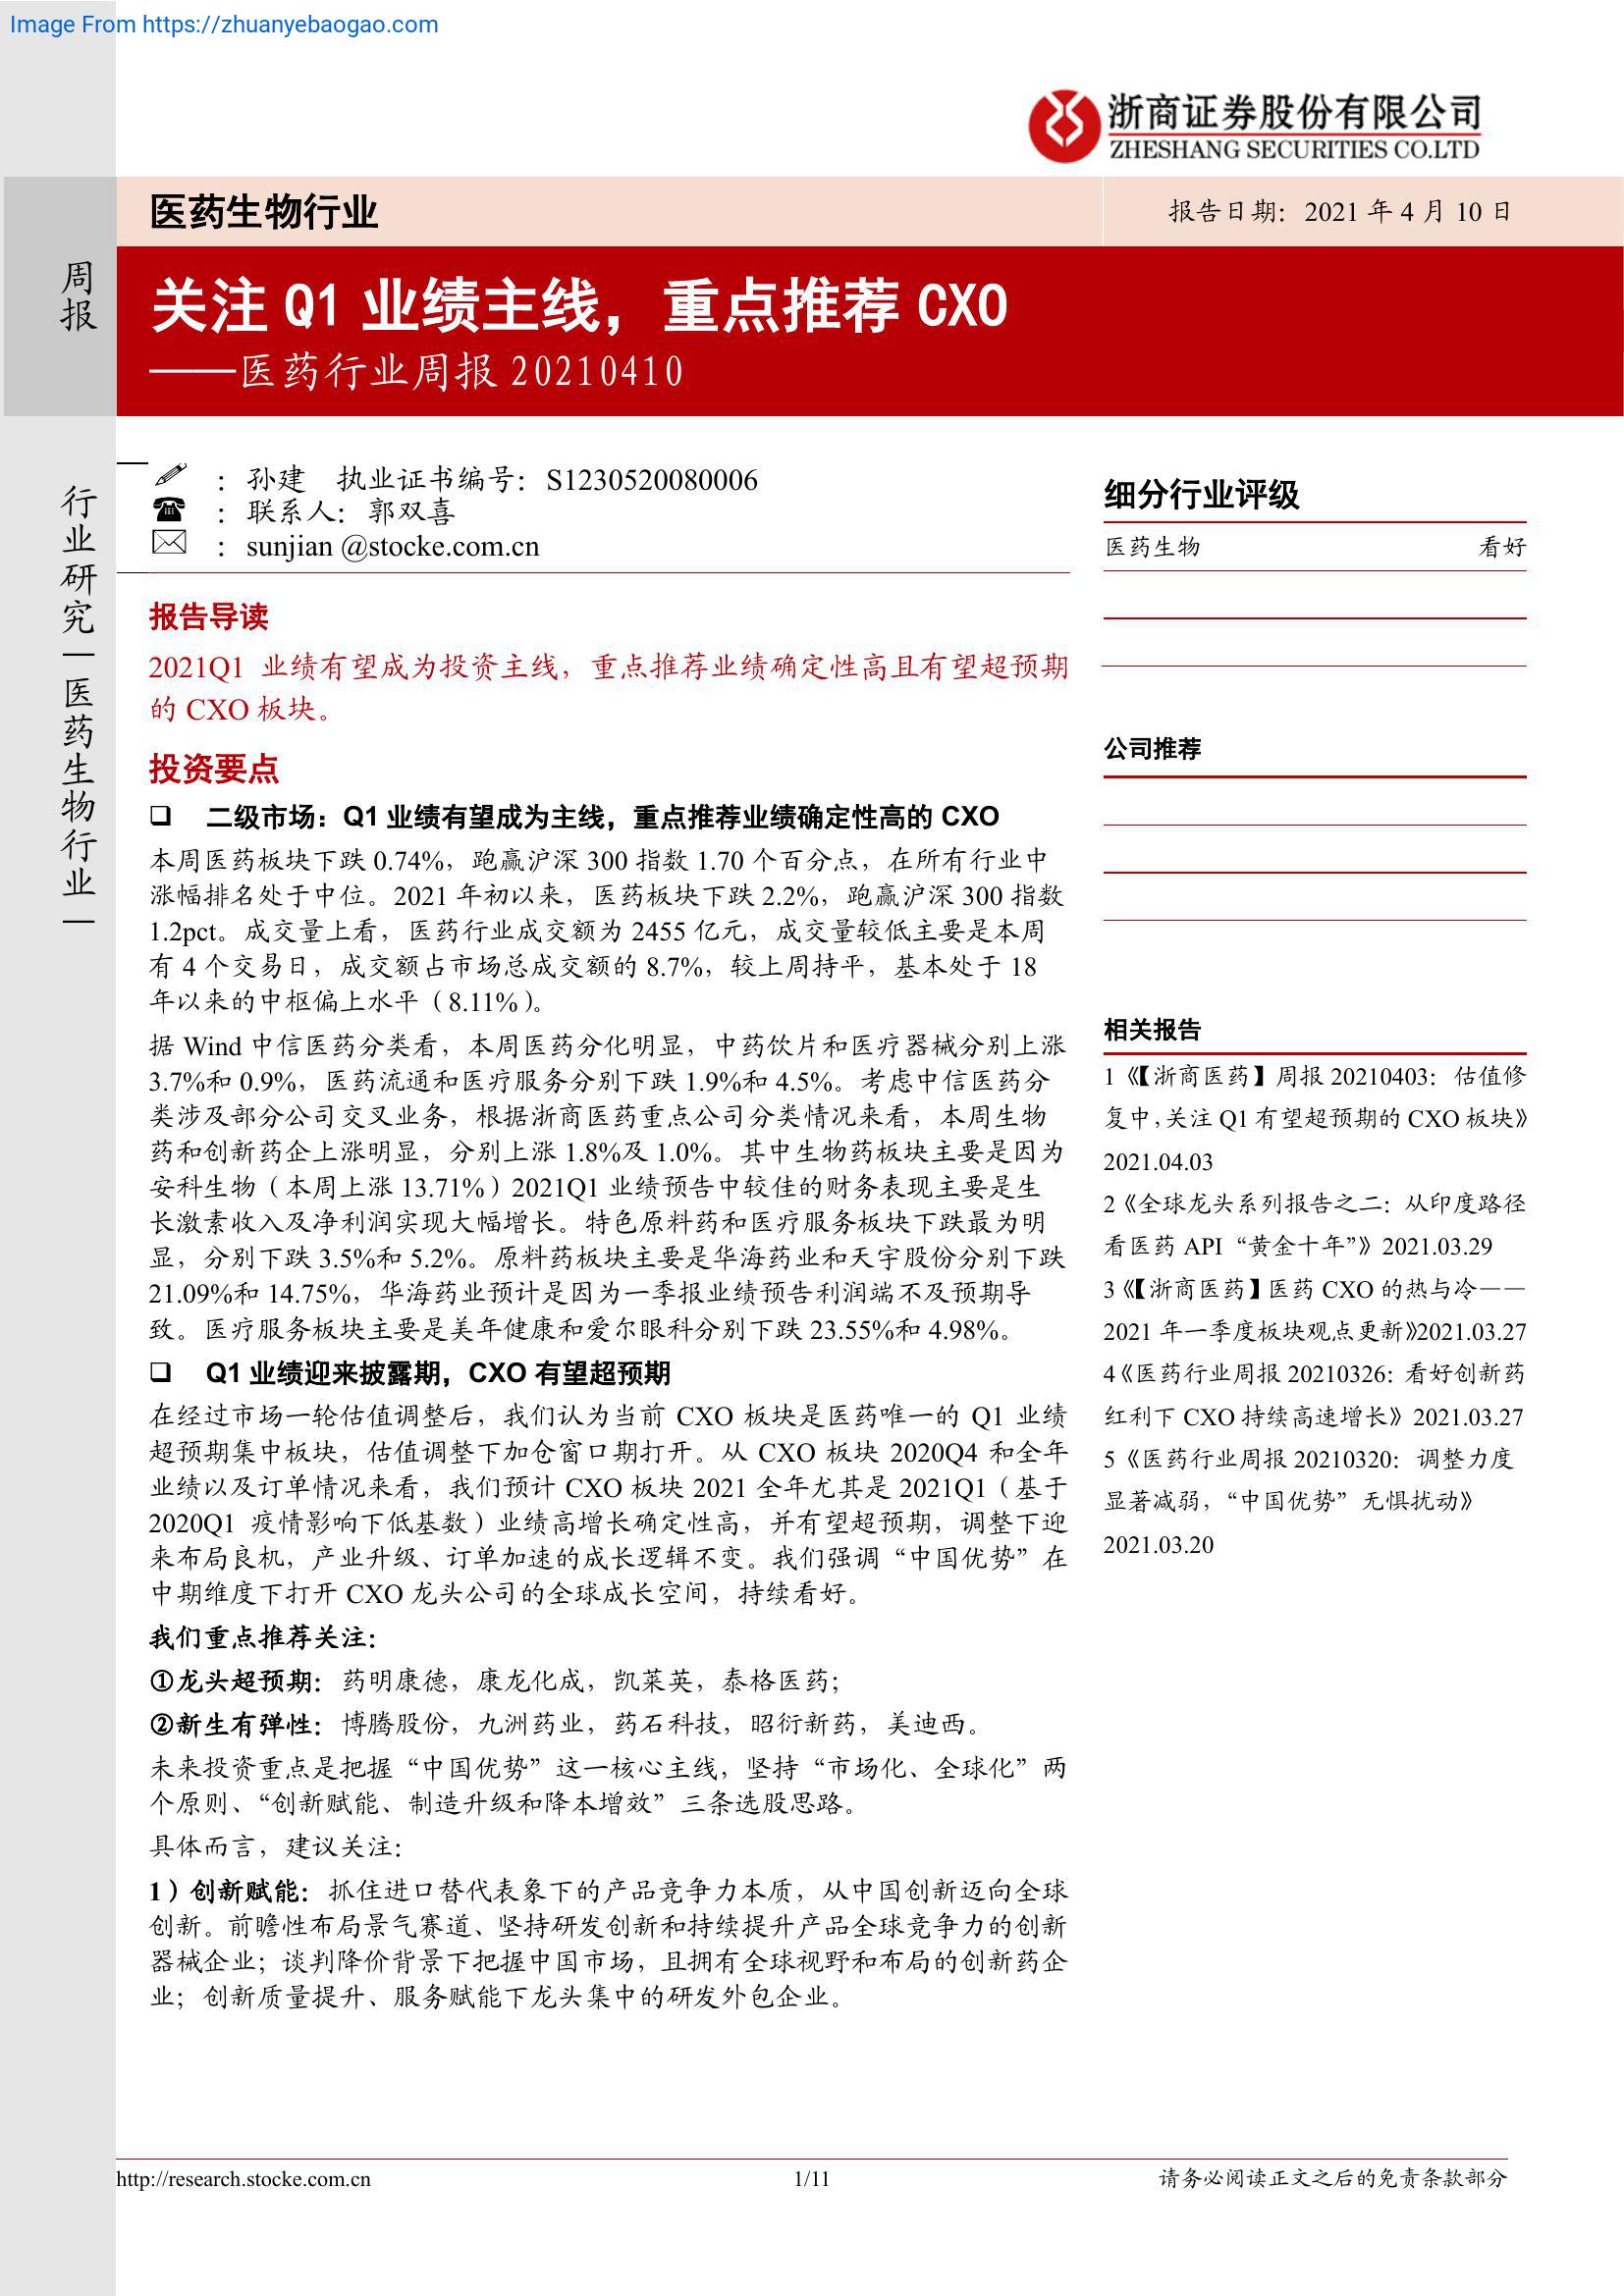 Image From https://zhuanyebaogao.com
浙商证券股份有限公司
ZHESHANG SECURITIES CO.LTD
医药生物行业
报告日期：2021 年 4 月 10 日
周报
关注 Q1 业绩主线，重点推荐 CXO
——医药行业周报 20210410
行业研究｜医药生物行业｜
：孙建　执业证书编号：S1230520080006
：联系人：郭双喜
：sunjian @stocke.com.cn
报告导读
2021Q1 业绩有望成为投资主线，重点推荐业绩确定性高且有望超预期
的 CXO 板块。
投资要点
❑ 二级市场：Q1 业绩有望成为主线，重点推荐业绩确定性高的 CXO
本周医药板块下跌 0.74%，跑赢沪深 300 指数 1.70 个百分点，在所有行业中
涨幅排名处于中位。2021 年初以来，医药板块下跌 2.2%，跑赢沪深 300 指数
1.2pct。成交量上看，医药行业成交额为 2455 亿元，成交量较低主要是本周
有 4 个交易日，成交额占市场总成交额的 8.7%，较上周持平，基本处于 18
年以来的中枢偏上水平（8.11%）。
据 Wind 中信医药分类看，本周医药分化明显，中药饮片和医疗器械分别上涨
3.7%和 0.9%，医药流通和医疗服务分别下跌 1.9%和 4.5%。考虑中信医药分
类涉及部分公司交叉业务，根据浙商医药重点公司分类情况来看，本周生物
药和创新药企上涨明显，分别上涨 1.8%及 1.0%。其中生物药板块主要是因为
安科生物（本周上涨 13.71%）2021Q1 业绩预告中较佳的财务表现主要是生
长激素收入及净利润实现大幅增长。特色原料药和医疗服务板块下跌最为明
显，分别下跌 3.5%和 5.2%。原料药板块主要是华海药业和天宇股份分别下跌
21.09%和 14.75%，华海药业预计是因为一季报业绩预告利润端不及预期导
致。医疗服务板块主要是美年健康和爱尔眼科分别下跌 23.55%和 4.98%。
❑ Q1 业绩迎来披露期，CXO 有望超预期
在经过市场一轮估值调整后，我们认为当前 CXO 板块是医药唯一的 Q1 业绩
超预期集中板块，估值调整下加仓窗口期打开。从 CXO 板块 2020Q4 和全年
业绩以及订单情况来看，我们预计 CXO 板块 2021 全年尤其是 2021Q1（基于
2020Q1 疫情影响下低基数）业绩高增长确定性高，并有望超预期，调整下迎
来布局良机，产业升级、订单加速的成长逻辑不变。我们强调“中国优势”在
中期维度下打开 CXO 龙头公司的全球成长空间，持续看好。
我们重点推荐关注：
①龙头超预期：药明康德，康龙化成，凯莱英，泰格医药；
②新生有弹性：博腾股份，九洲药业，药石科技，昭衍新药，美迪西。
未来投资重点是把握“中国优势”这一核心主线，坚持“市场化、全球化”两
个原则、“创新赋能、制造升级和降本增效”三条选股思路。
具体而言，建议关注：
1）创新赋能：抓住进口替代表象下的产品竞争力本质，从中国创新迈向全球
创新。前瞻性布局景气赛道、坚持研发创新和持续提升产品全球竞争力的创新
器械企业；谈判降价背景下把握中国市场，且拥有全球视野和布局的创新药企
业；创新质量提升、服务赋能下龙头集中的研发外包企业。
细分行业评级
医药生物 看好
公司推荐
相关报告
1《【浙商医药】周报 20210403：估值修
复中，关注 Q1 有望超预期的 CXO 板块》
2021.04.03
2《全球龙头系列报告之二：从印度路径
看医药 API “黄金十年”》2021.03.29
3《【浙商医药】医药 CXO 的热与冷——
2021 年一季度板块观点更新》2021.03.27
4《医药行业周报 20210326：看好创新药
红利下 CXO 持续高速增长》2021.03.27
5《医药行业周报 20210320：调整力度
显著减弱，“中国优势”无惧扰动》
2021.03.20
http://research.stocke.com.cn
1/11
请务必阅读正文之后的免责条款部分